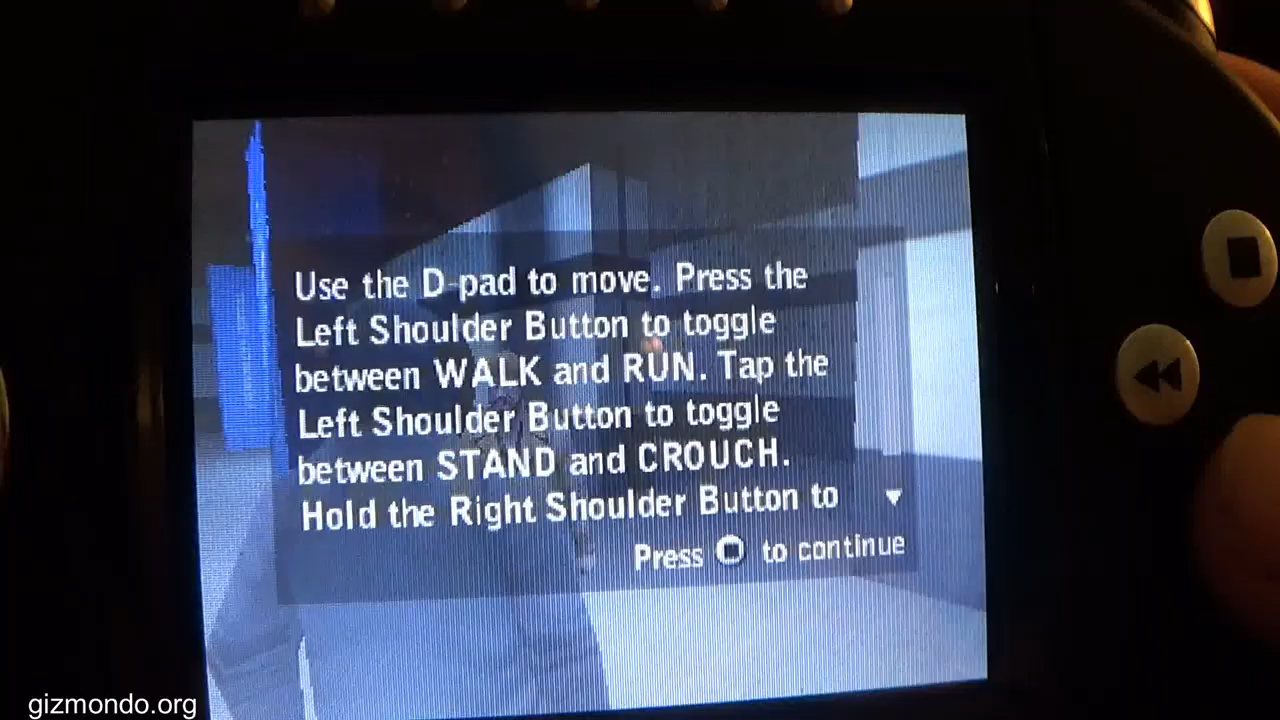 Use the D-pad to move. Press the
Left Shoulder Button to toggle
between WALK and RUN. Tap the
Left Shoulder Button to toggle
between STAND and CROUCH.
Hold the Right Shoulder Button to
Press to continue
gizmondo.org